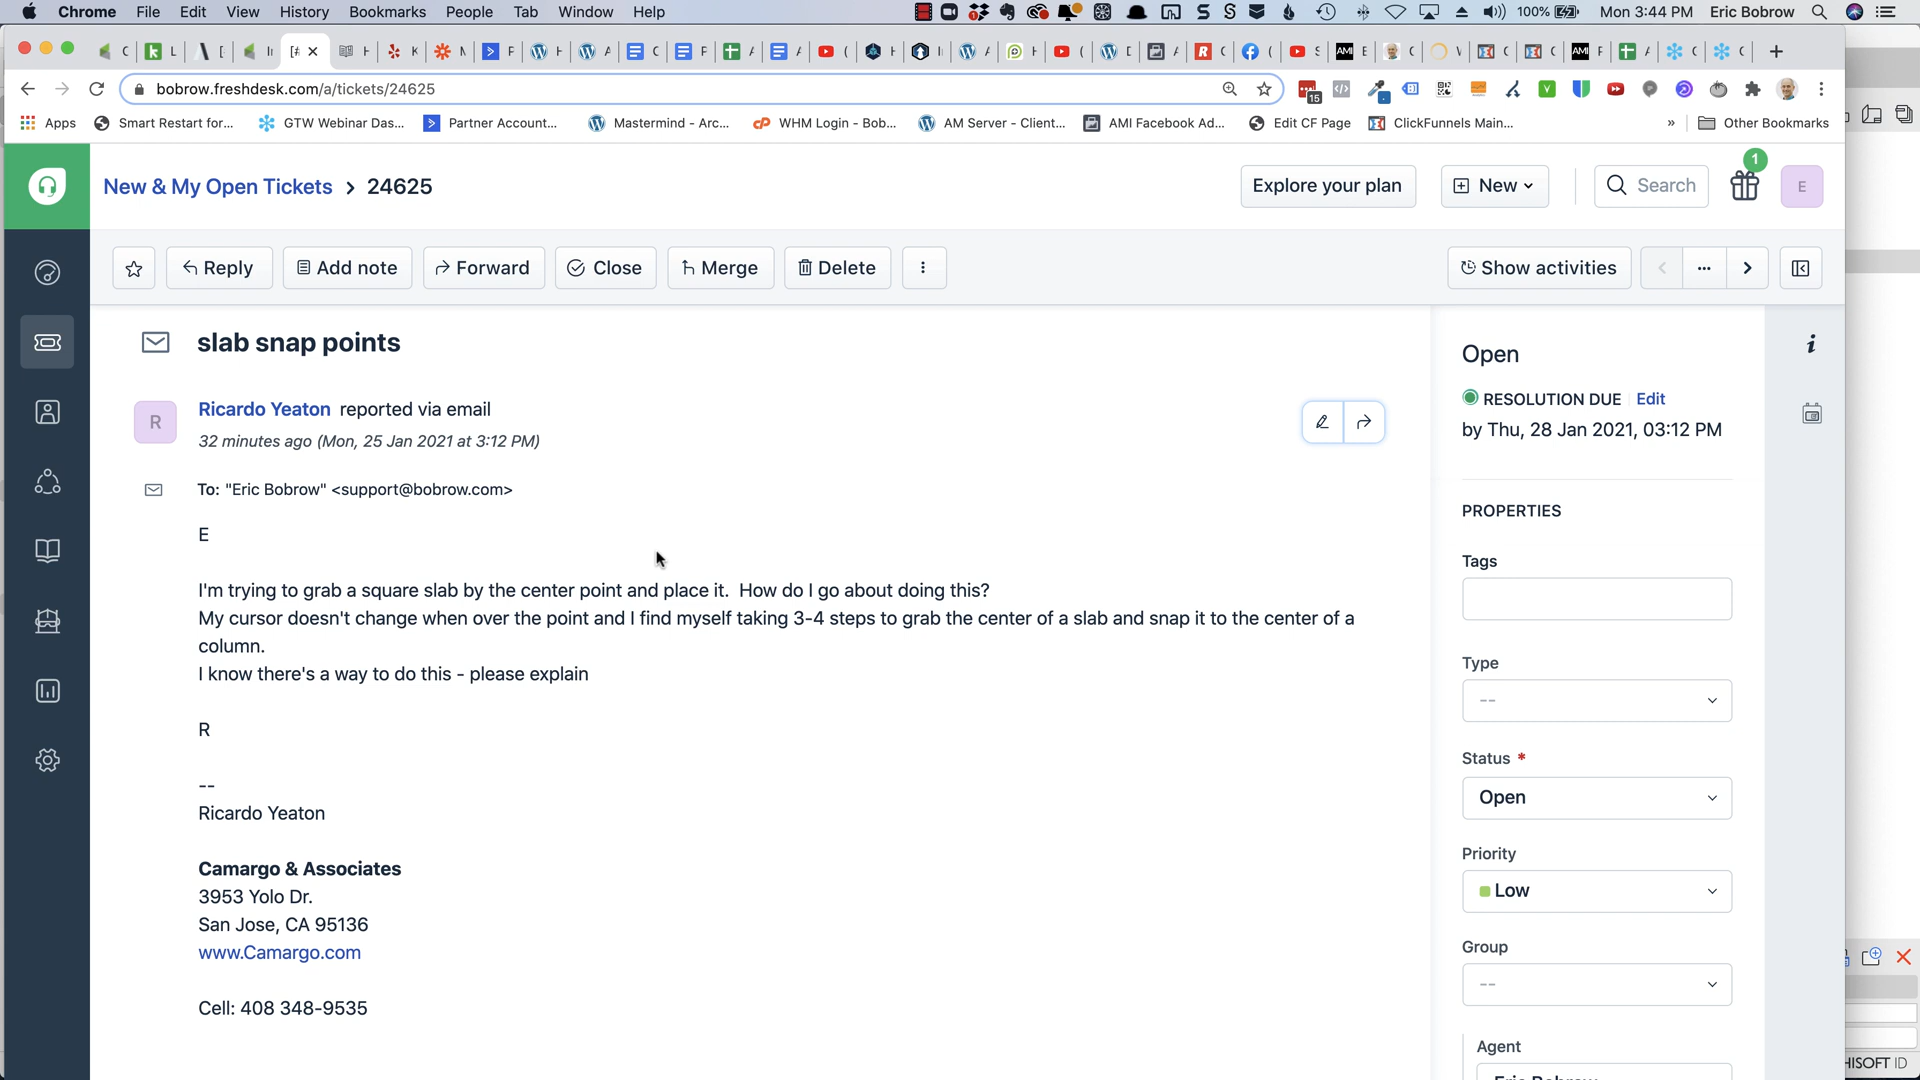 Chrome File Edit View History Bookmarks People Tab Window Help 100% Mon 3:44 PM Eric Bobrow
bobrow.freshdesk.com/a/tickets/24625
15
Apps Smart Restart for... GTW Webinar Das... Partner Account... Mastermind - Arc... WHM Login - Bob... AM Server - Client... AMI Facebook Ad... Edit CF Page ClickFunnels Main... » Other Bookmarks
New & My Open Tickets > 24625
Explore your plan
New
Search
1
E
Reply
Add note
Forward
Close
Merge
Delete
Show activities
slab snap points
R
Ricardo Yeaton reported via email
32 minutes ago (Mon, 25 Jan 2021 at 3:12 PM)
To: "Eric Bobrow" <support@bobrow.com>
E
I'm trying to grab a square slab by the center point and place it. How do I go about doing this?
My cursor doesn't change when over the point and I find myself taking 3-4 steps to grab the center of a slab and snap it to the center of a
column.
I know there's a way to do this - please explain
R
--
Ricardo Yeaton
Camargo & Associates
3953 Yolo Dr.
San Jose, CA 95136
www.Camargo.com
Cell: 408 348-9535
Open
RESOLUTION DUE Edit
by Thu, 28 Jan 2021, 03:12 PM
PROPERTIES
Tags
Type
--
Status *
Open
Priority
Low
Group
--
Agent
Eric Bobrow
HISOFT ID